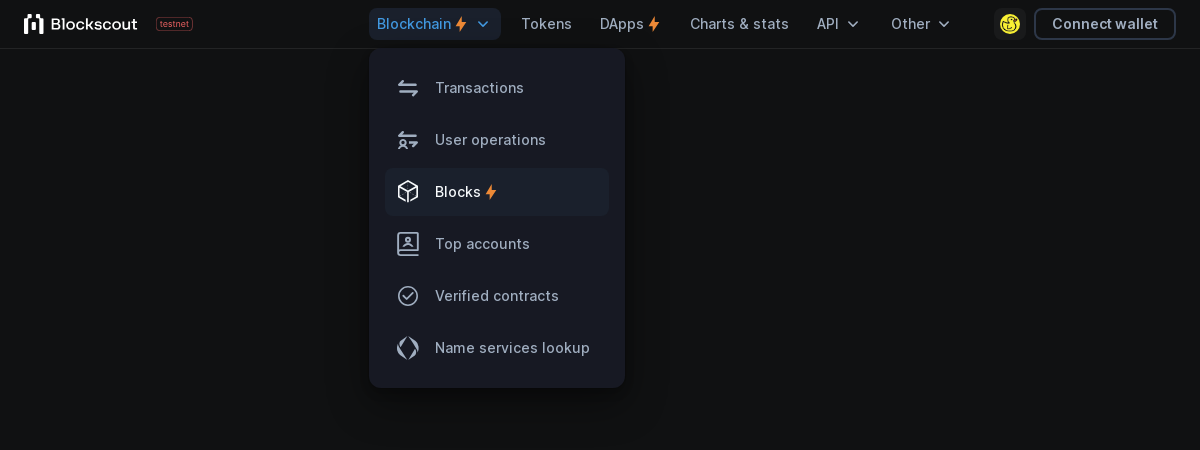 Blockscout testnet Blockchain Tokens DApps Charts & stats API Other Connect wallet
Transactions
User operations
Blocks
Top accounts
Verified contracts
Name services lookup